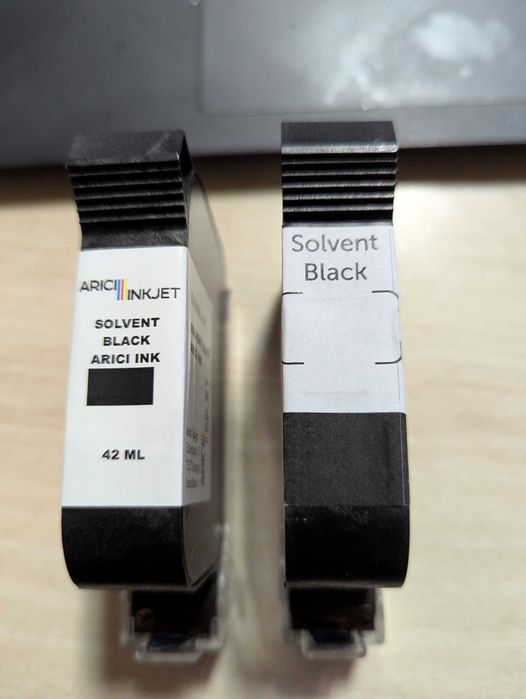 ARICI INKJET
SOLVENT
BLACK
ARICI INK
42 ML
Solvent
Black